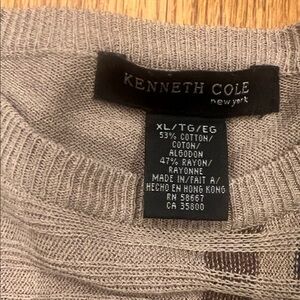 KENNETH COLE
new york
XL/TG/EG
53% COTTON/
COTON/
ALGODON
47% RAYON/
RAYONNE
MADE IN/FAIT A/
HECHO EN HONG KONG
RN 58667
CA 35800